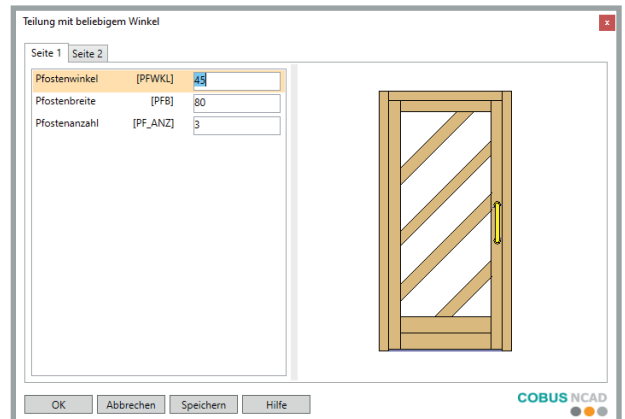 Teilung mit beliebigem Winkel
x
Seite 1 Seite 2
Pfostenwinkel [PFWKL] 45
Pfostenbreite [PFB] 80
Pfostenanzahl [PF_ANZ] 3
OK Abbrechen Speichern Hilfe
COBUS NCAD